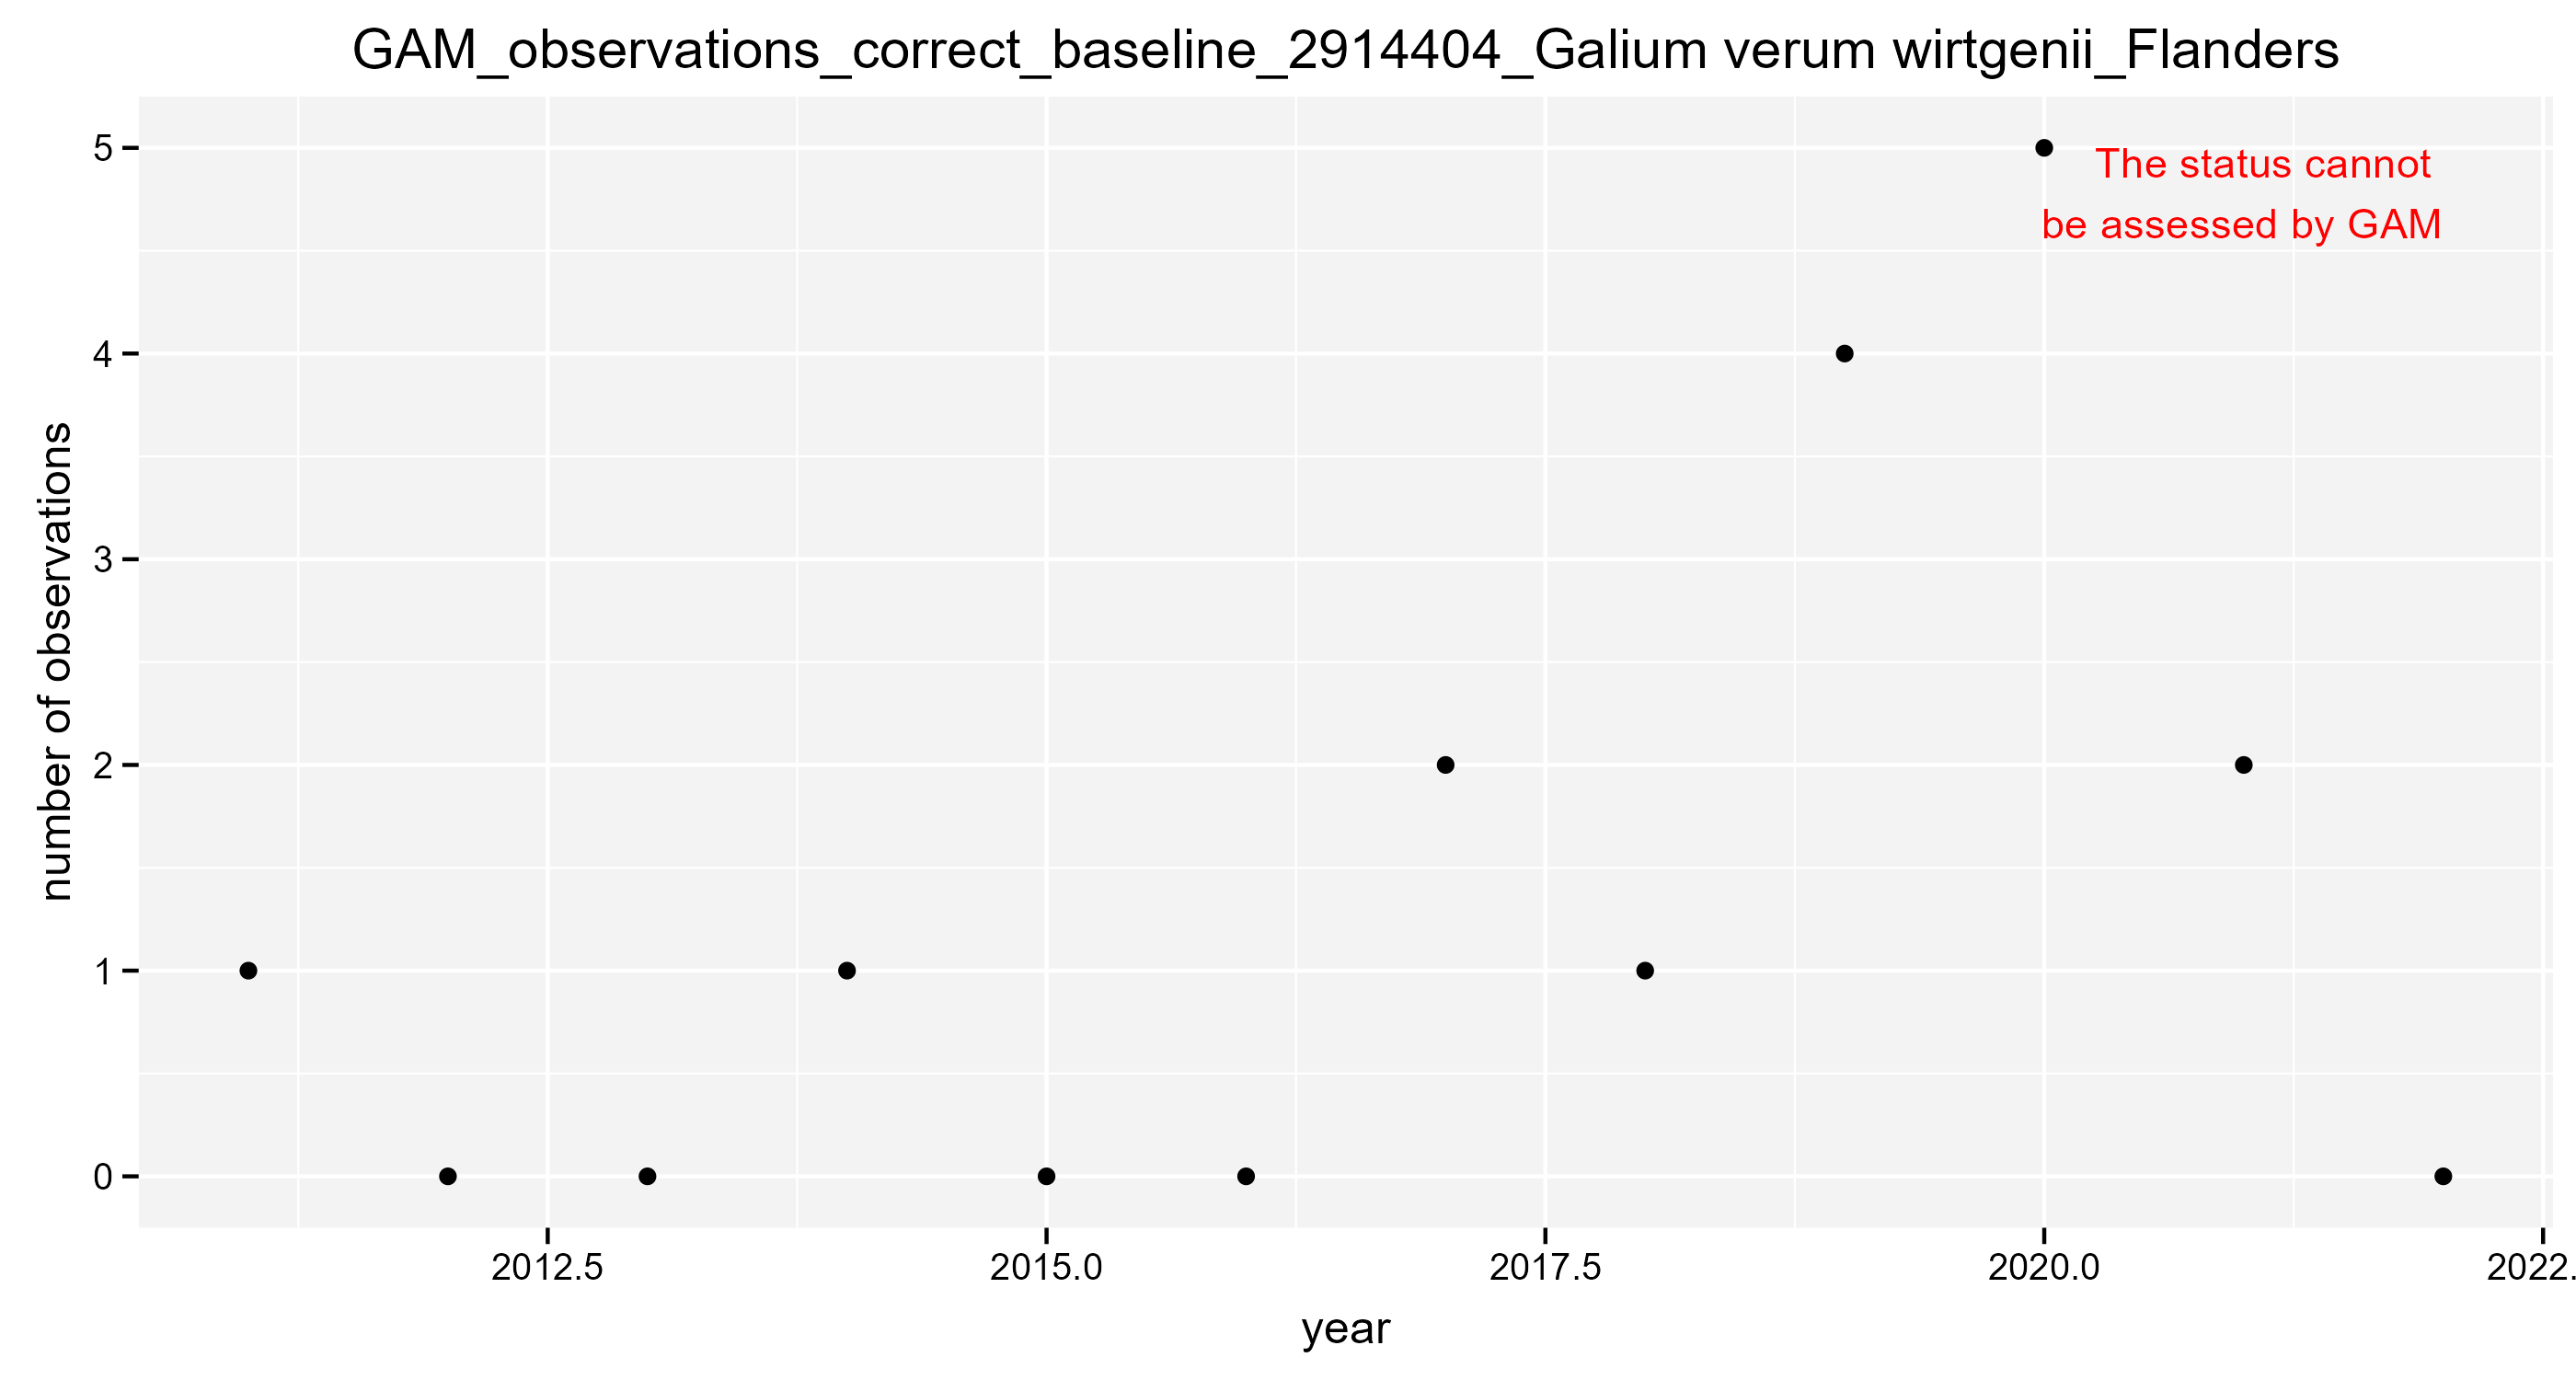 GAM_observations_correct_baseline_2914404_Galium verum wirtgenii_Flanders
The status cannot
be assessed by GAM
number of observations
5
4
3
2
1
0
2012.5
2015.0
2017.5
2020.0
2022.
year